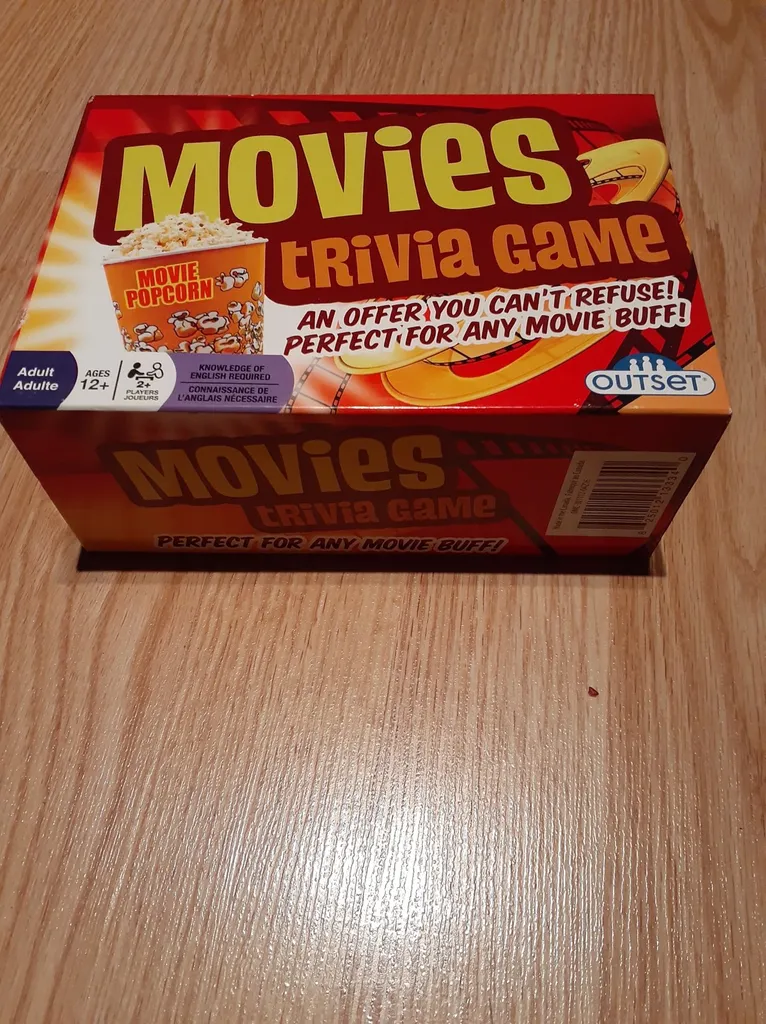 MOVieS
tRiViA GAMe
MOVIE
POPCORN
AN OFFER YOU CAN'T REFUSE!
PERFECT FOR ANY MOVIE BUFF!
Adult
Adulte
AGES
12+
2+
PLAYERS
JOUEURS
KNOWLEDGE OF
ENGLISH REQUIRED
CONNAISSANCE DE
L'ANGLAIS NÉCESSAIRE
OUTSET
MOVieS
tRiViA GAMe
PERFECT FOR ANY MOVIE BUFF!